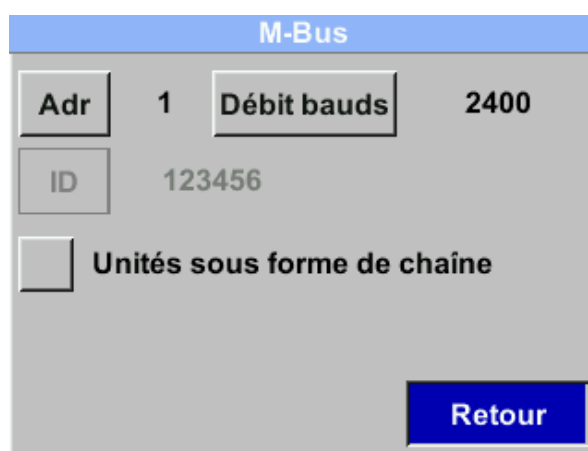 M-Bus
Adr 1 Débit bauds 2400
ID 123456
Unités sous forme de chaîne
Retour